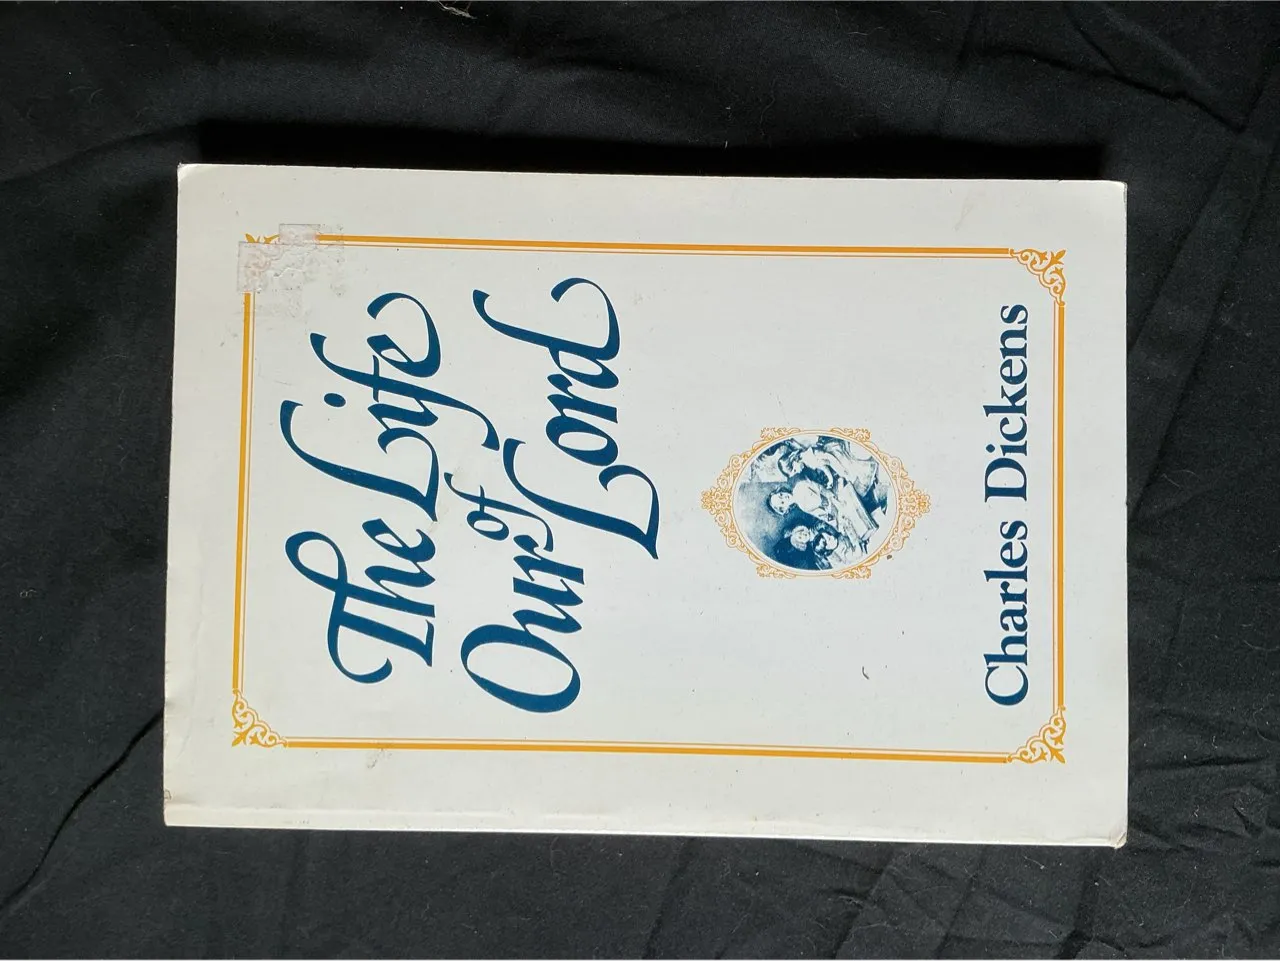 The Life
of
Our Lord
Charles Dickens